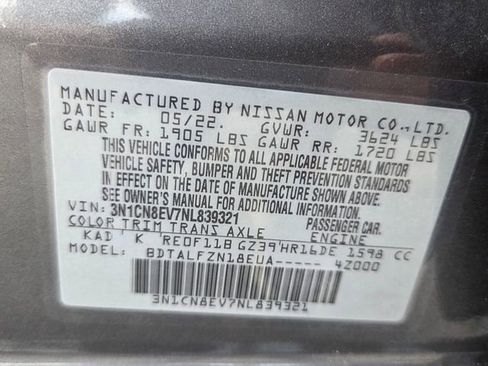 MANUFACTURED BY NISSAN MOTOR CO., LTD.
DATE: 05/22. GVWR: 3624 LBS
GAWR FR: 1905 LBS GAWR RR: 1720 LBS
THIS VEHICLE CONFORMS TO ALL APPLICABLE FEDERAL MOTOR
VEHICLE SAFETY, BUMPER AND THEFT PREVENTION STANDARDS
IN EFFECT ON THE DATE OF MANUFACTURE SHOWN ABOVE.
SEE OWNER'S MANUAL FOR ADDITIONAL INFORMATION.
VIN: 3N1CN8EV7NL839321 PASSENGER CAR.
COLOR TRIM TRANS AXLE
KAD K RE0F11B GZ39 HR16DE 1598 CC
MODEL: BDTALFZN18EUA---- 4Z000
3N1CN8EV7NL839321